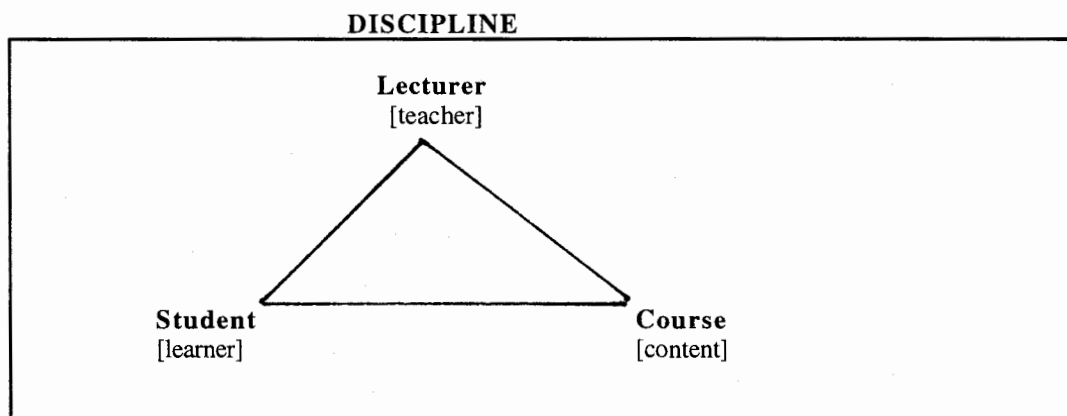 DISCIPLINE
Lecturer
[teacher]
Student
[learner]
Course
[content]